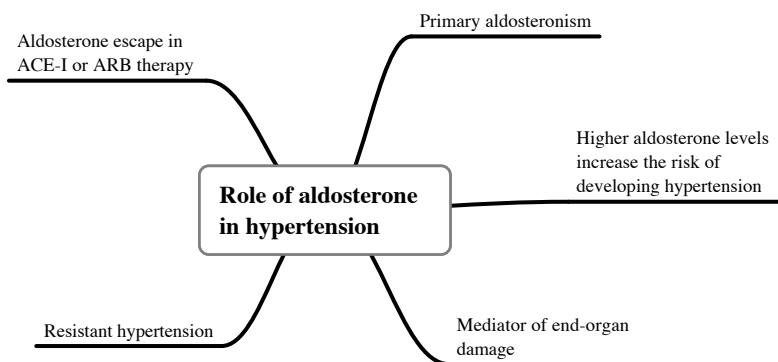 Primary aldosteronism
Aldosterone escape in
ACE-I or ARB therapy
Higher aldosterone levels
increase the risk of
developing hypertension
Role of aldosterone
in hypertension
Resistant hypertension
Mediator of end-organ
damage